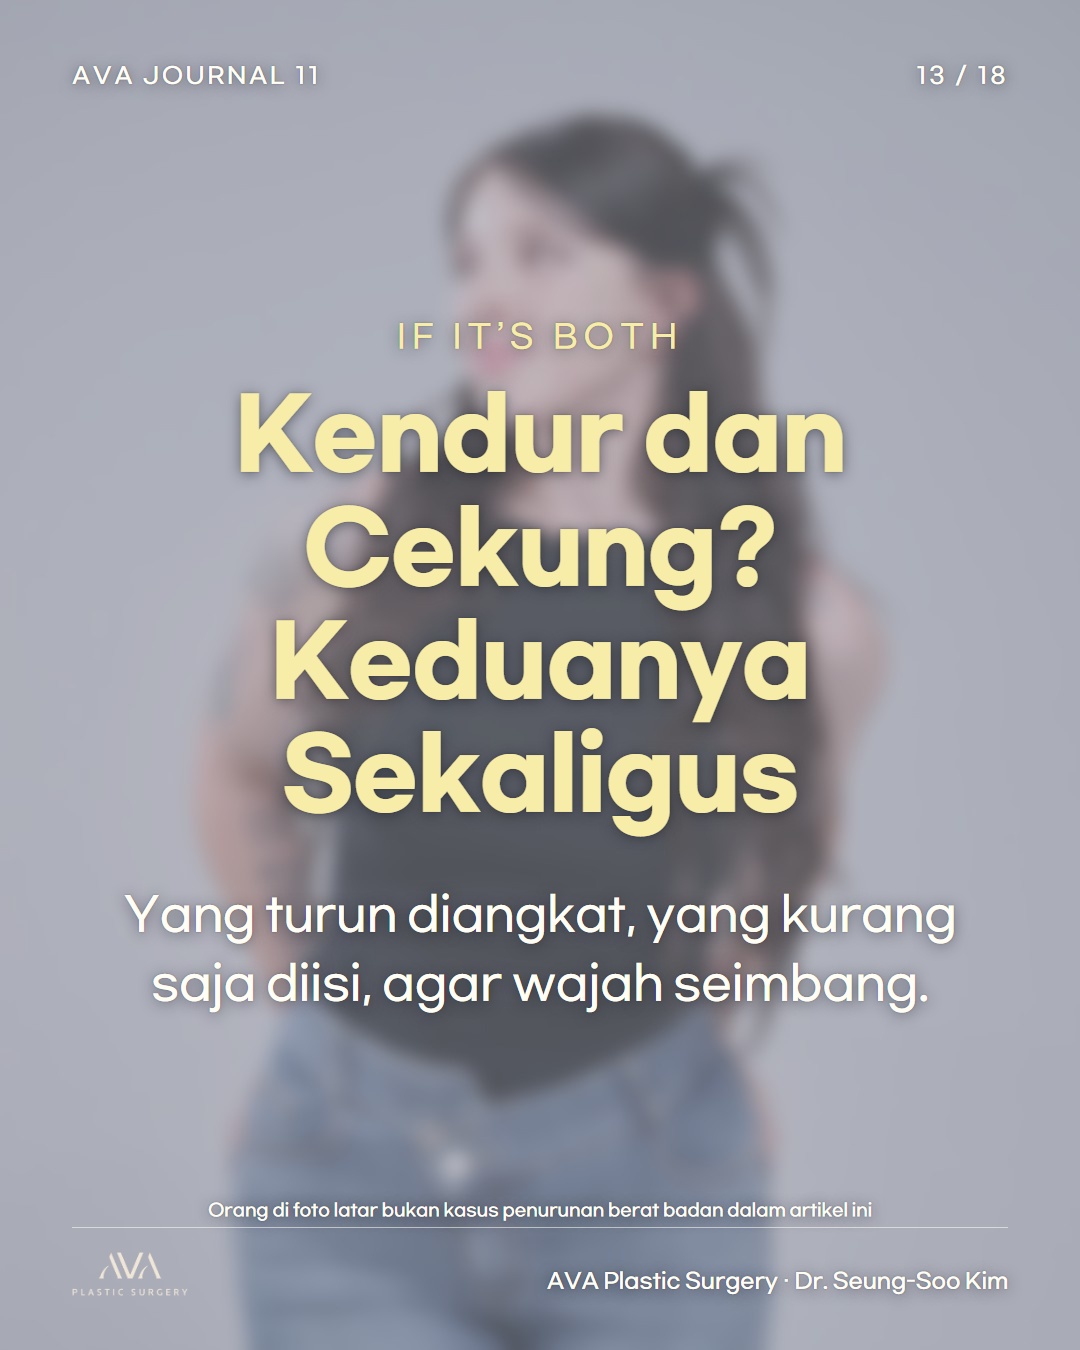 AVA JOURNAL 11
13 / 18
IF IT’S BOTH
Kendur dan
Cekung?
Keduanya
Sekaligus
Yang turun diangkat, yang kurang
saja diisi, agar wajah seimbang.
Orang di foto latar bukan kasus penurunan berat badan dalam artikel ini
AVA
PLASTIC SURGERY
AVA Plastic Surgery · Dr. Seung-Soo Kim